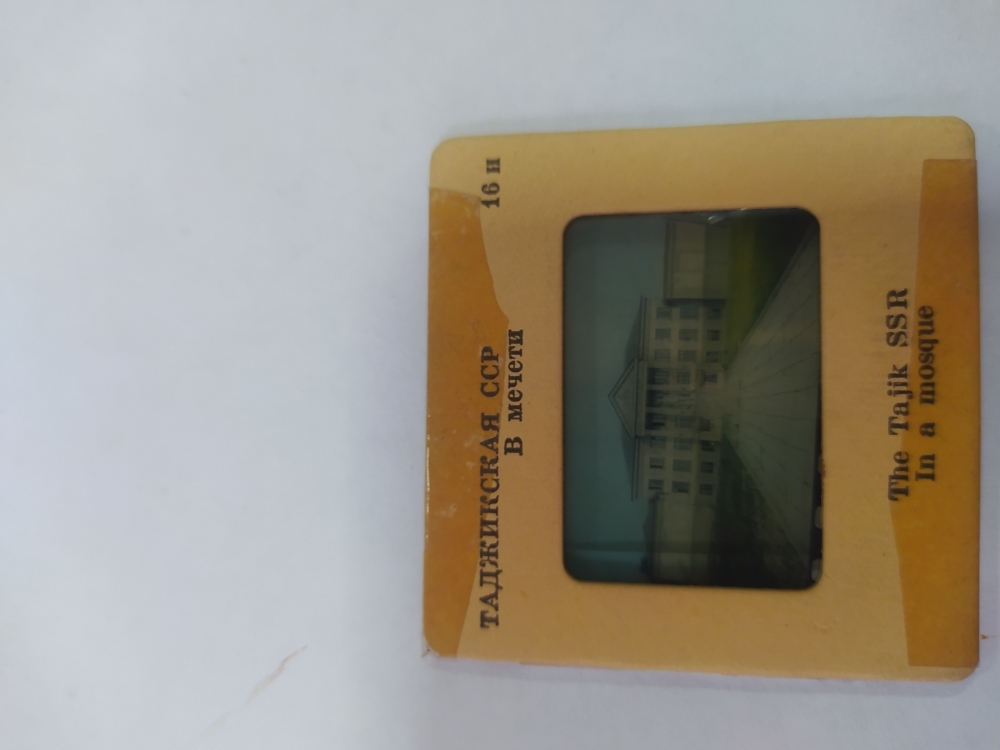 16 н
ТАДЖИКСКАЯ ССР
В мечети
The Tajik SSR
In a mosque